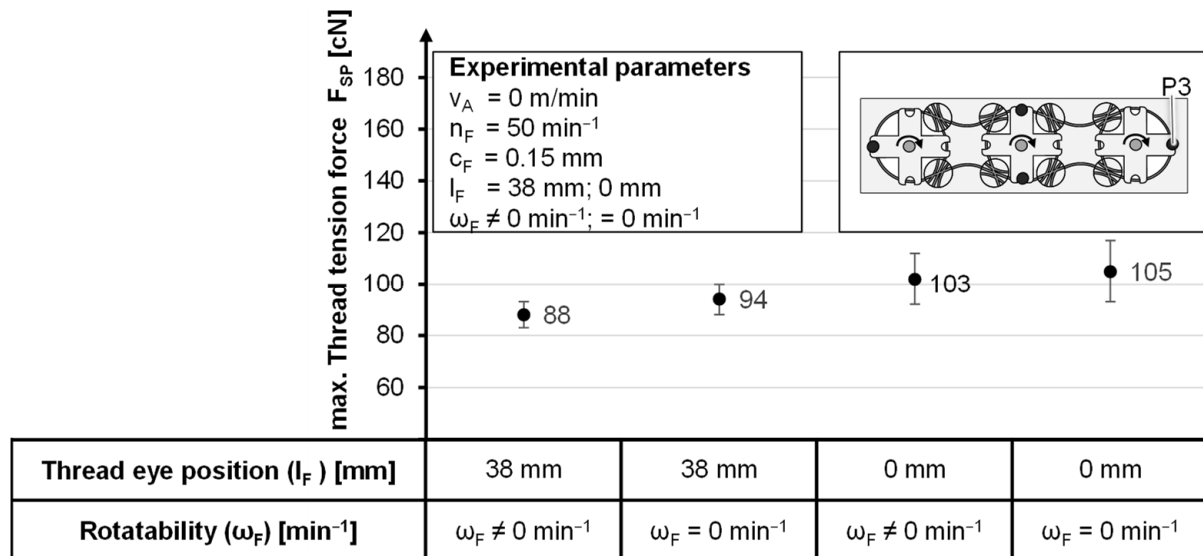 max. Thread tension force F_SP [cN]
180
160
140
120
100
80
60
Experimental parameters
v_A = 0 m/min
n_F = 50 min⁻¹
c_F = 0.15 mm
l_F = 38 mm; 0 mm
ω_F ≠ 0 min⁻¹; = 0 min⁻¹
P3
88
94
103
105
Thread eye position (l_F ) [mm] 38 mm 38 mm 0 mm 0 mm
Rotatability (ω_F) [min⁻¹] ω_F ≠ 0 min⁻¹ ω_F = 0 min⁻¹ ω_F ≠ 0 min⁻¹ ω_F = 0 min⁻¹